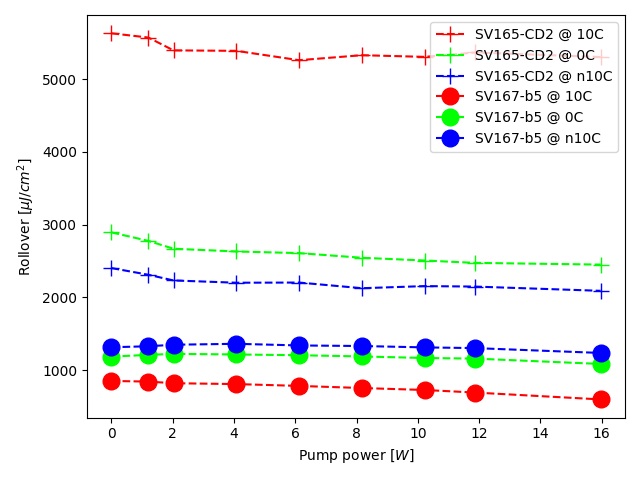 SV165-CD2 @ 10C
SV165-CD2 @ 0C
SV165-CD2 @ n10C
SV167-b5 @ 10C
SV167-b5 @ 0C
SV167-b5 @ n10C
5000
4000
3000
2000
1000
Rollover [μJ/cm²]
0 2 4 6 8 10 12 14 16
Pump power [W]